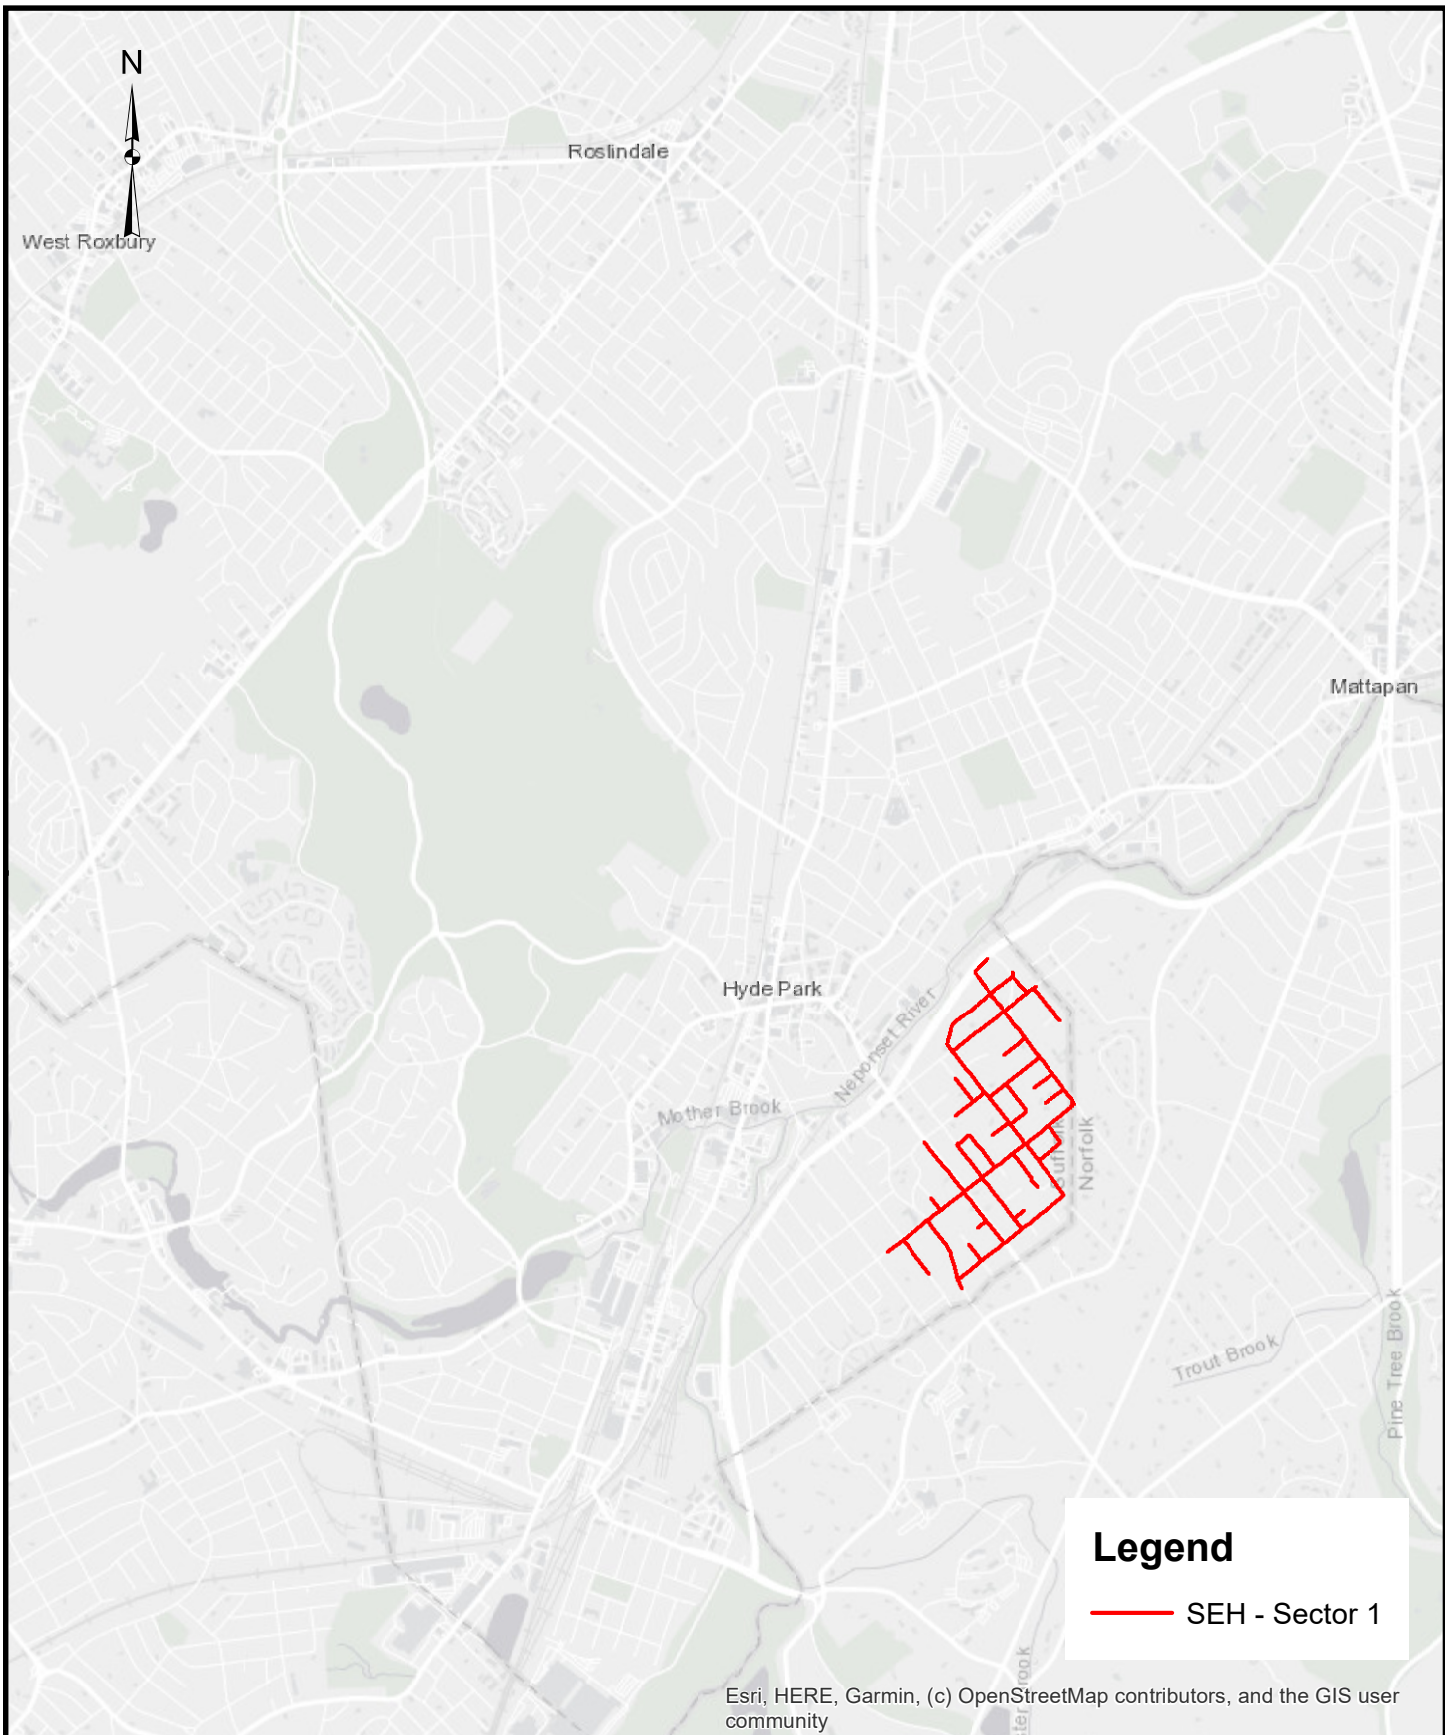 N
Roslindale
West Roxbury
Mattapan
Hyde Park
Neponset River
Mother Brook
Suffolk
Norfolk
Trout Brook
Pine Tree Brook
Legend
SEH - Sector 1
Esri, HERE, Garmin, (c) OpenStreetMap contributors, and the GIS user
community